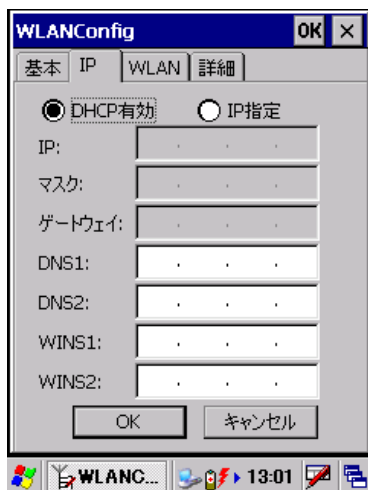 WLANConfig OK ×
基本 IP WLAN 詳細
DHCP有効 IP指定
IP:
マスク:
ゲートウェイ:
DNS1:
DNS2:
WINS1:
WINS2:
OK キャンセル
WLANC... 13:01